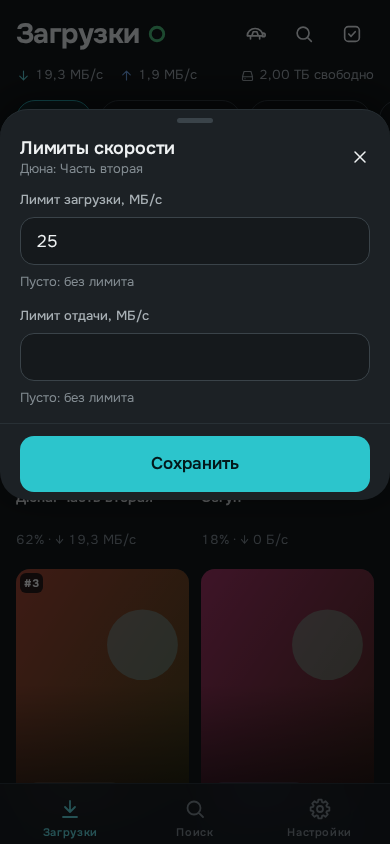 Загрузки
↓ 19,3 МБ/с ↑ 1,9 МБ/с 2,00 ТБ свободно
Лимиты скорости
Дюна: Часть вторая
Лимит загрузки, МБ/с
25
Пусто: без лимита
Лимит отдачи, МБ/с
Пусто: без лимита
Сохранить
62% · ↓ 19,3 МБ/с 18% · ↓ 0 Б/с
#3
Загрузки Поиск Настройки